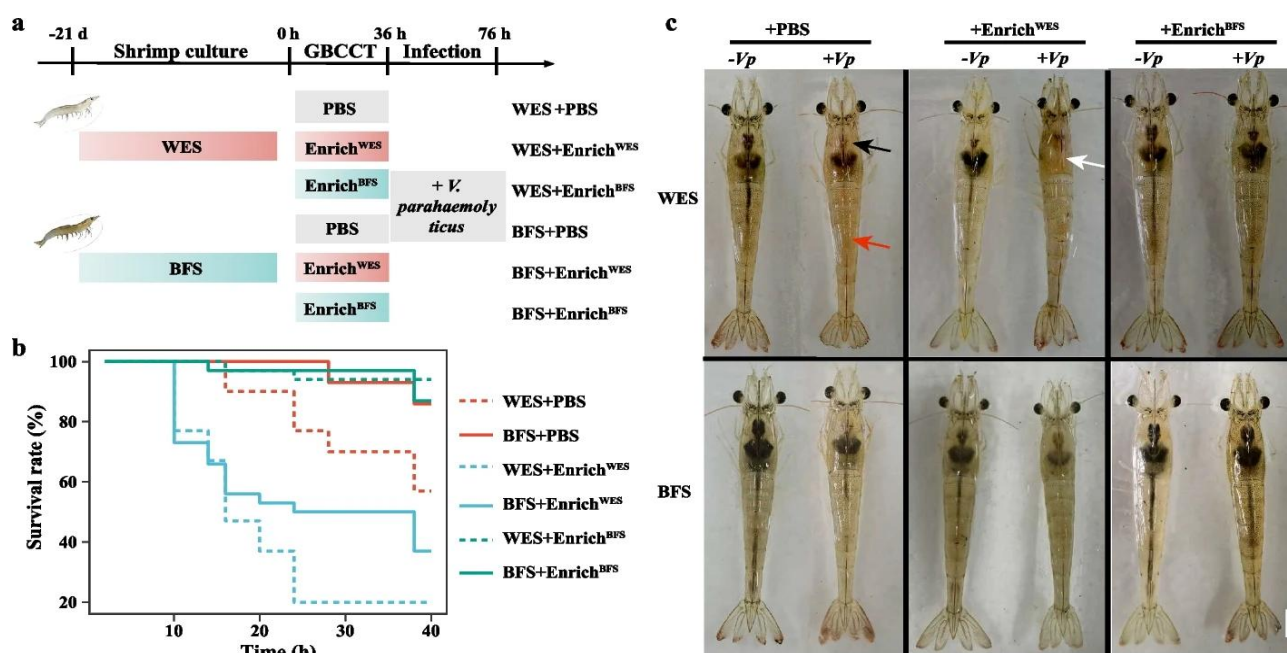 a
-21 d 0 h 36 h 76 h
Shrimp culture GBCCT Infection
PBS WES +PBS
WES Enrich^WES WES+Enrich^WES
Enrich^BFS WES+Enrich^BFS
+ V.
parahaemoly
ticus
PBS BFS+PBS
BFS Enrich^WES BFS+Enrich^WES
Enrich^BFS BFS+Enrich^BFS
b
Survival rate (%)
100
80
60
40
20
10 20 30 40
Time (h)
WES+PBS
BFS+PBS
WES+Enrich^WES
BFS+Enrich^WES
WES+Enrich^BFS
BFS+Enrich^BFS
c
+PBS +Enrich^WES +Enrich^BFS
-Vp +Vp -Vp +Vp -Vp +Vp
WES
BFS